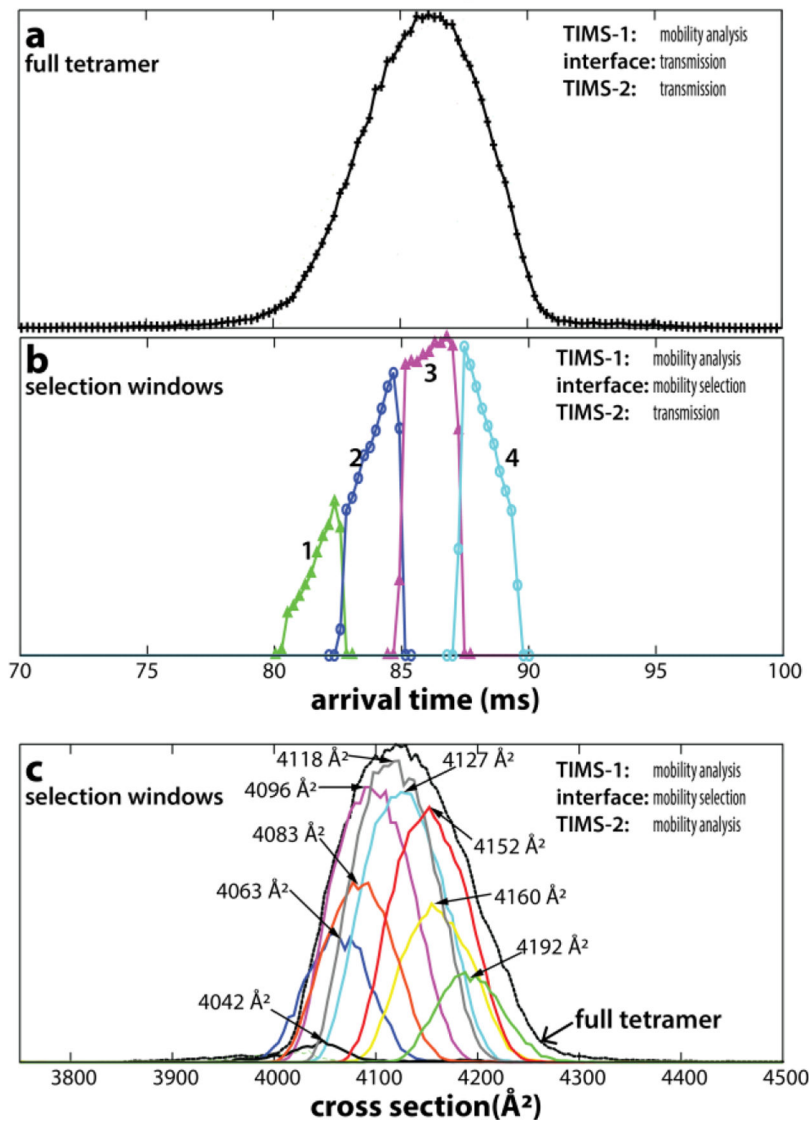 a
full tetramer
TIMS-1: mobility analysis
interface: transmission
TIMS-2: transmission
b
selection windows
TIMS-1: mobility analysis
interface: mobility selection
TIMS-2: transmission
1
2
3
4
70 75 80 85 90 95 100
arrival time (ms)
c
selection windows
TIMS-1: mobility analysis
interface: mobility selection
TIMS-2: mobility analysis
4118 Å²
4127 Å²
4096 Å²
4152 Å²
4083 Å²
4160 Å²
4063 Å²
4192 Å²
4042 Å²
full tetramer
3800 3900 4000 4100 4200 4300 4400 4500
cross section(Å²)